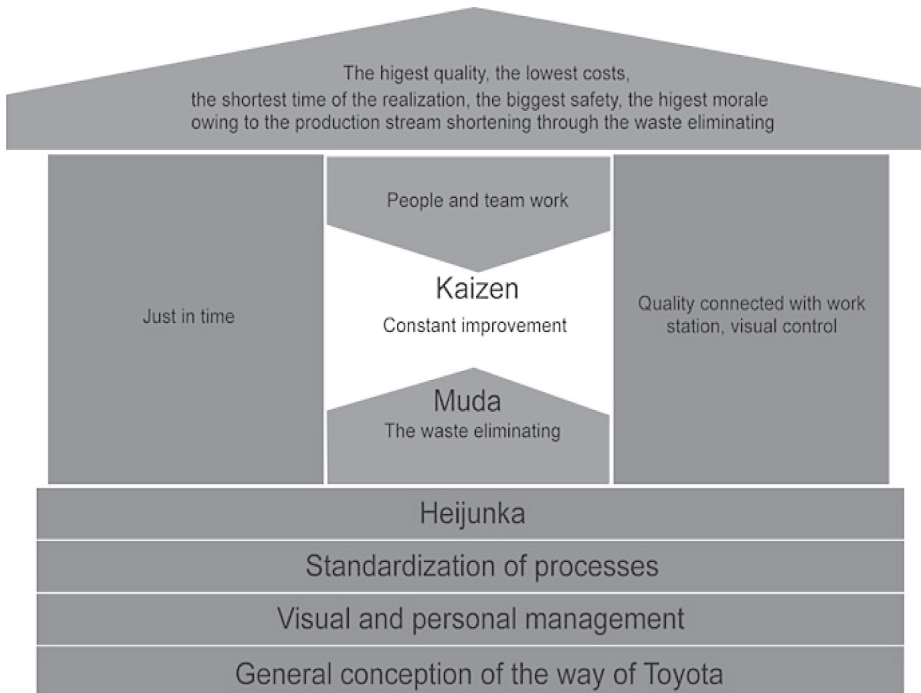 The higest quality, the lowest costs,
the shortest time of the realization, the biggest safety, the higest morale
owing to the production stream shortening through the waste eliminating
People and team work
Just in time
Kaizen
Constant improvement
Quality connected with work
station, visual control
Muda
The waste eliminating
Heijunka
Standardization of processes
Visual and personal management
General conception of the way of Toyota